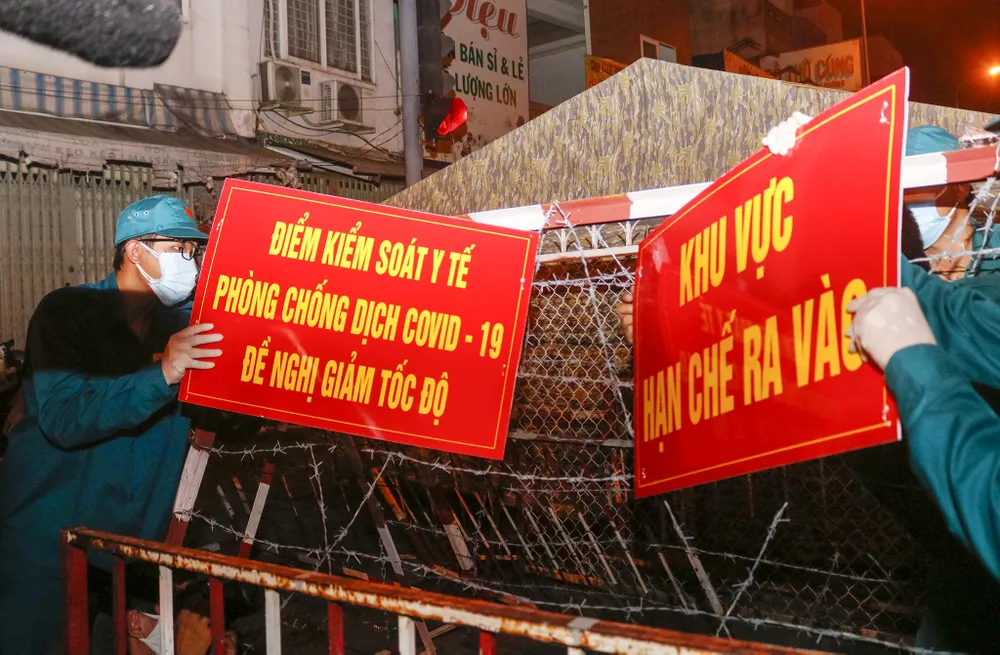 Diệu
BÁN SỈ & LẺ
LƯỢNG LỚN
ĐIỂM KIỂM SOÁT Y TẾ
PHÒNG CHỐNG DỊCH COVID - 19
ĐỀ NGHỊ GIẢM TỐC ĐỘ
KHU VỰC
HẠN CHẾ RA VÀO